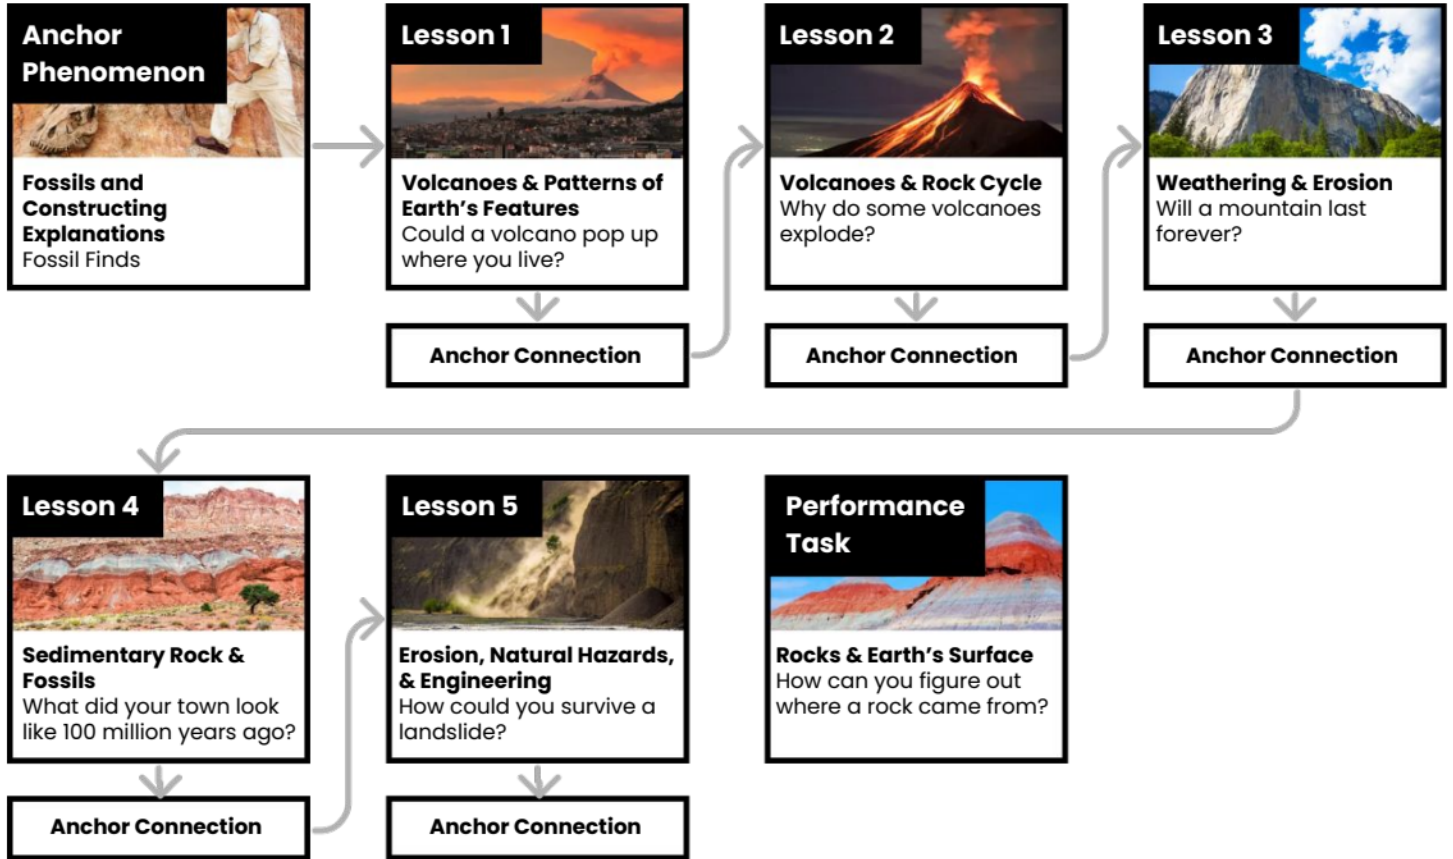 Anchor
Phenomenon
Fossils and
Constructing
Explanations
Fossil Finds
Lesson 1
Volcanoes & Patterns of
Earth’s Features
Could a volcano pop up
where you live?
Anchor Connection
Lesson 2
Volcanoes & Rock Cycle
Why do some volcanoes
explode?
Anchor Connection
Lesson 3
Weathering & Erosion
Will a mountain last
forever?
Anchor Connection
Lesson 4
Sedimentary Rock &
Fossils
What did your town look
like 100 million years ago?
Anchor Connection
Lesson 5
Erosion, Natural Hazards,
& Engineering
How could you survive a
landslide?
Anchor Connection
Performance
Task
Rocks & Earth’s Surface
How can you figure out
where a rock came from?